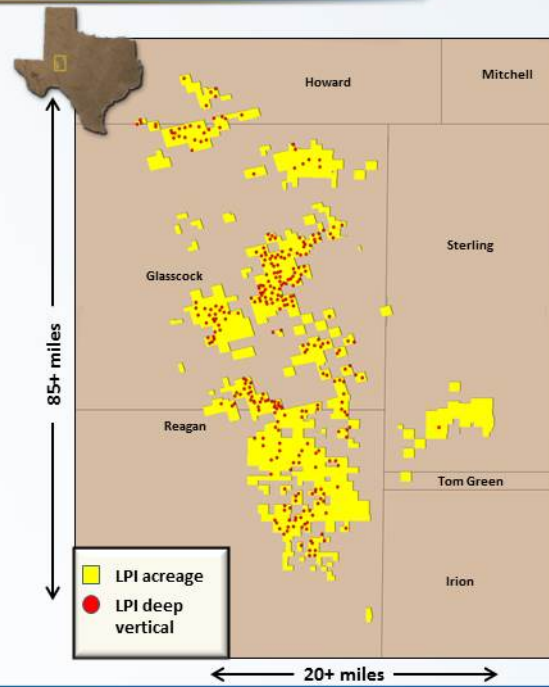 Howard
Mitchell
Sterling
Glasscock
85+ miles
Reagan
Tom Green
LPI acreage
LPI deep
vertical
Irion
20+ miles